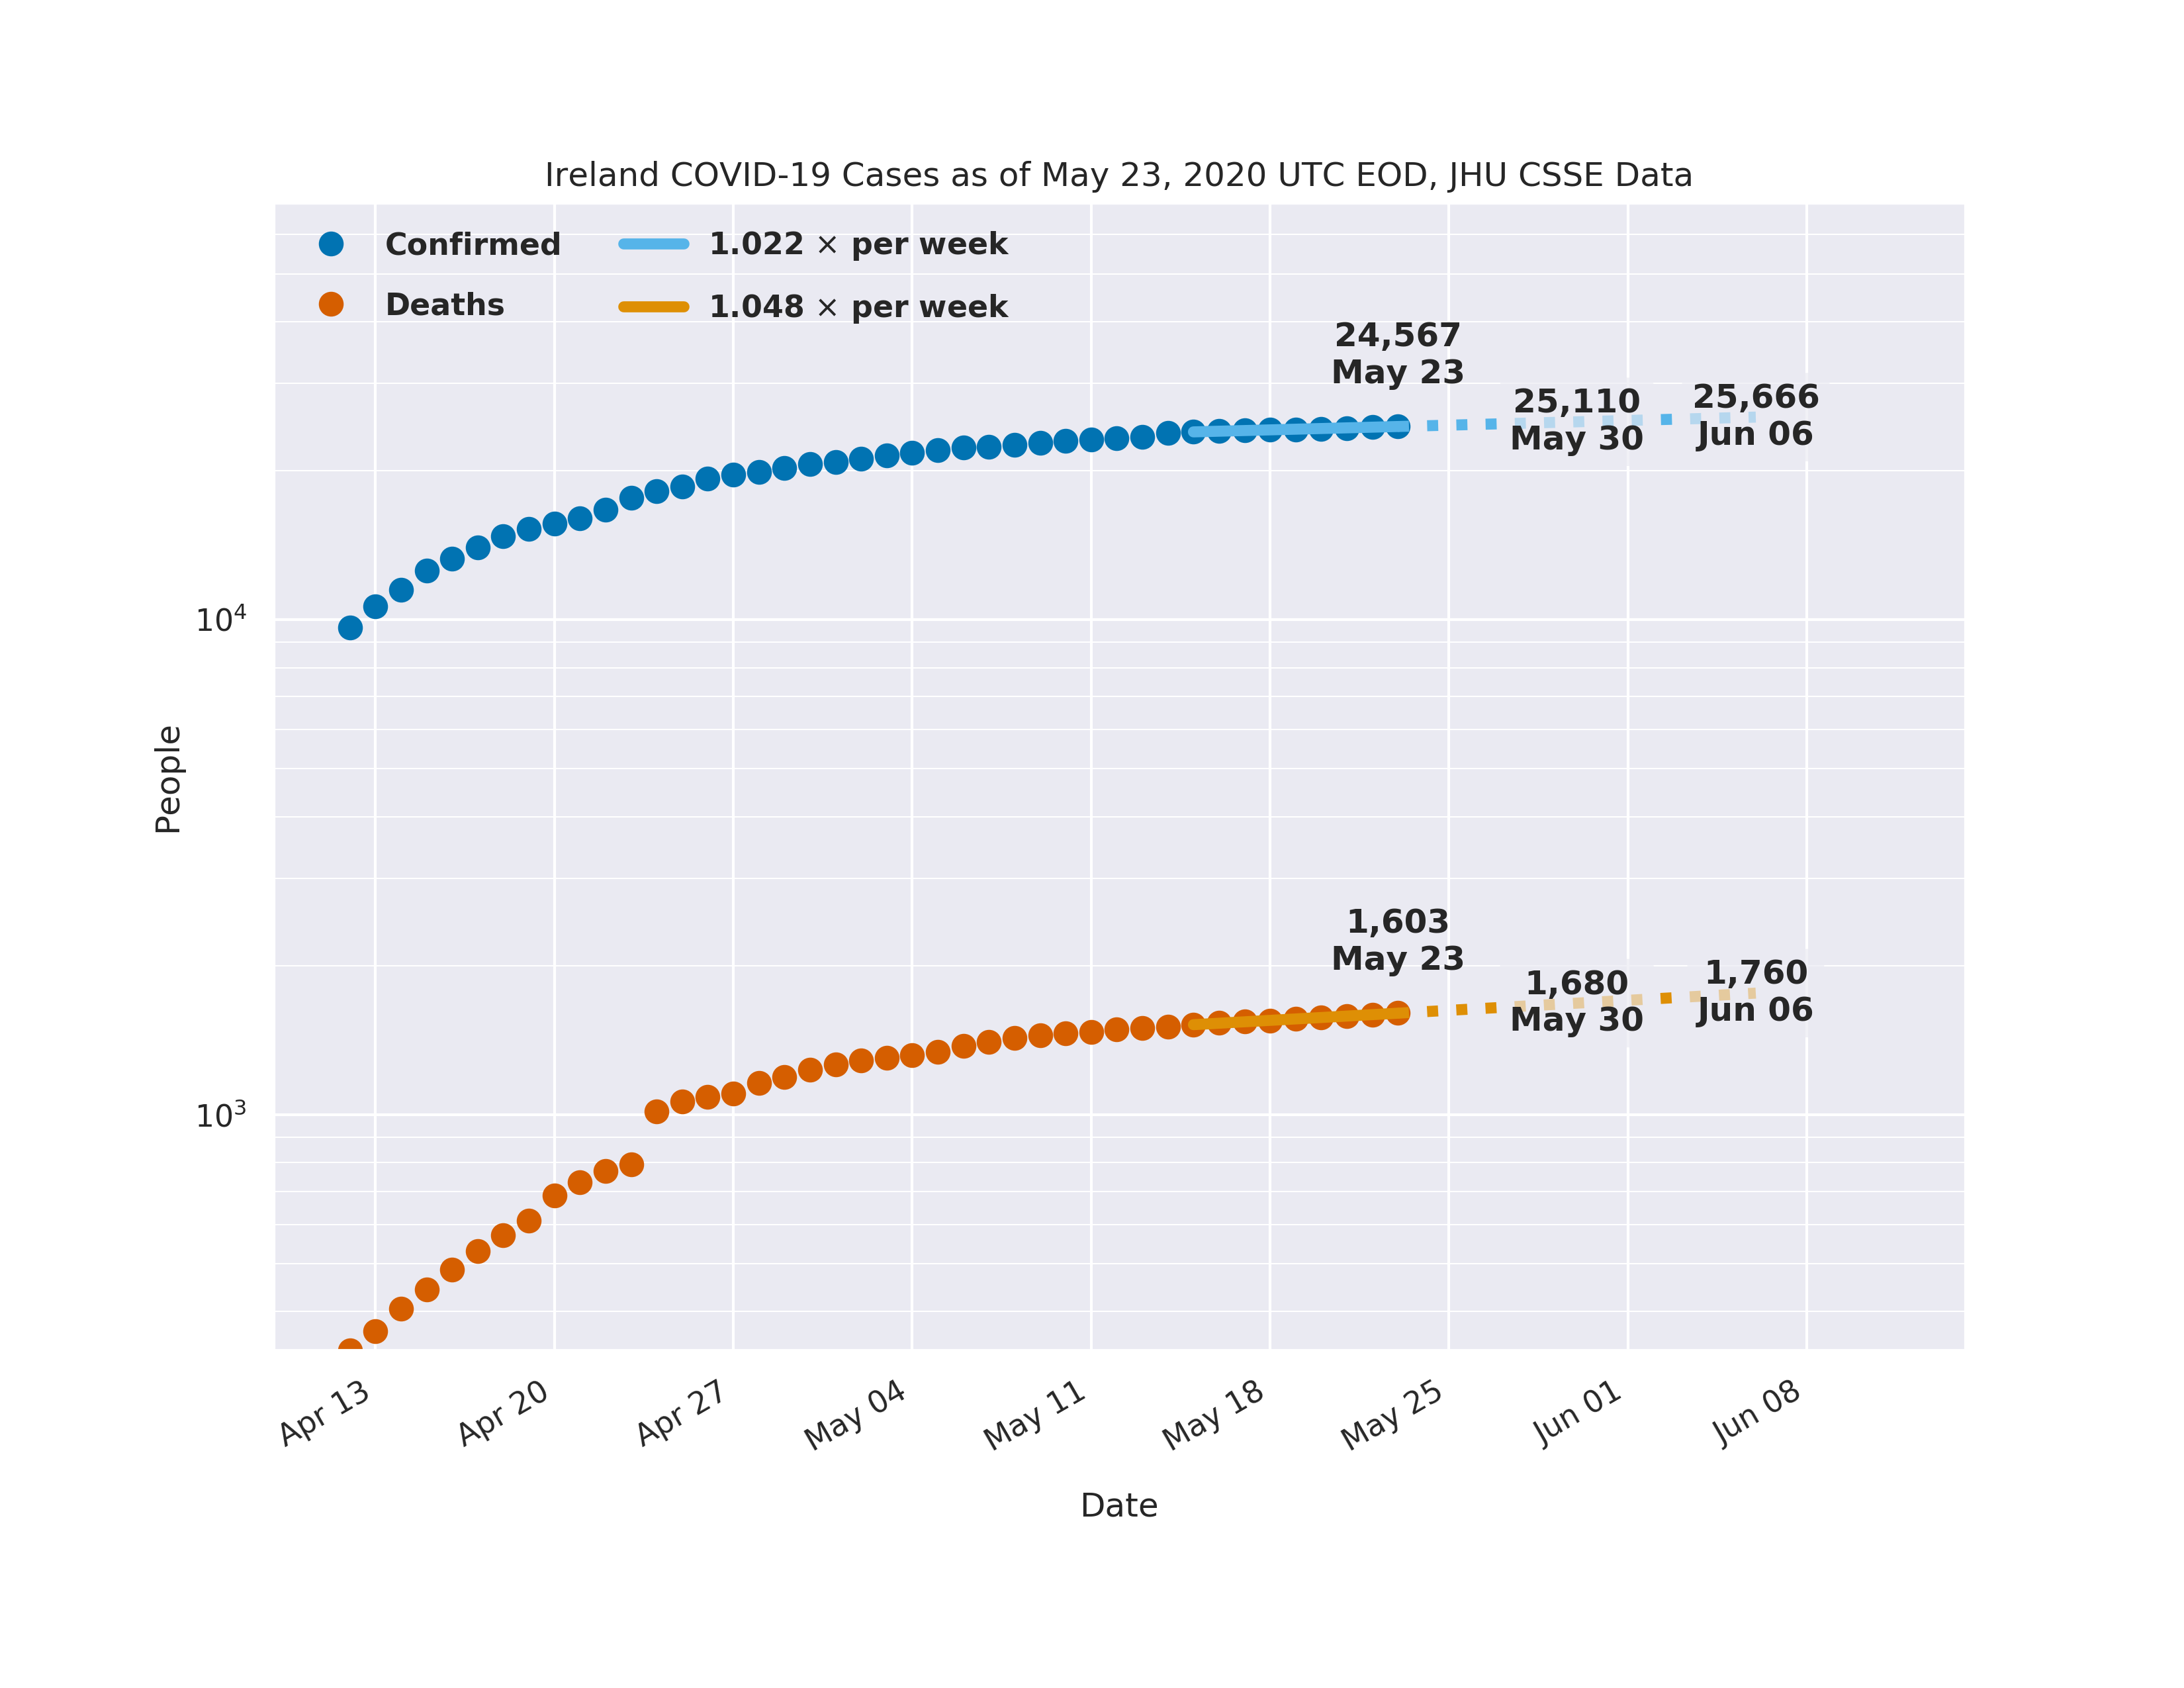 Ireland COVID-19 Cases as of May 23, 2020 UTC EOD, JHU CSSE Data
Confirmed
Deaths
1.022 × per week
1.048 × per week
24,567
May 23
25,110
May 30
25,666
Jun 06
1,603
May 23
1,680
May 30
1,760
Jun 06
People
10⁴
10³
Apr 13
Apr 20
Apr 27
May 04
May 11
May 18
May 25
Jun 01
Jun 08
Date